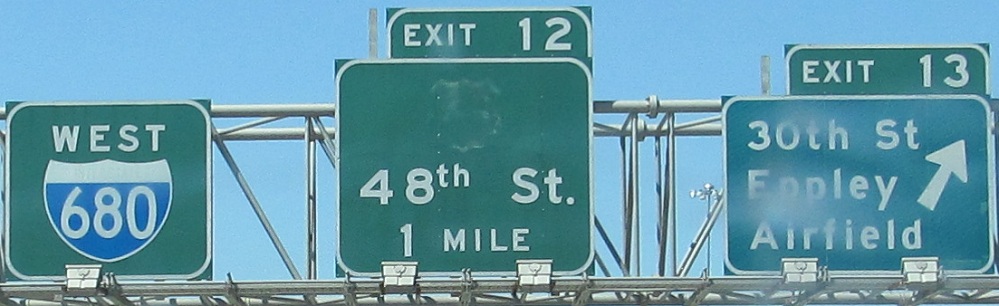 WEST
680
EXIT 12
48th St.
1 MILE
EXIT 13
30th St
Eppley
Airfield